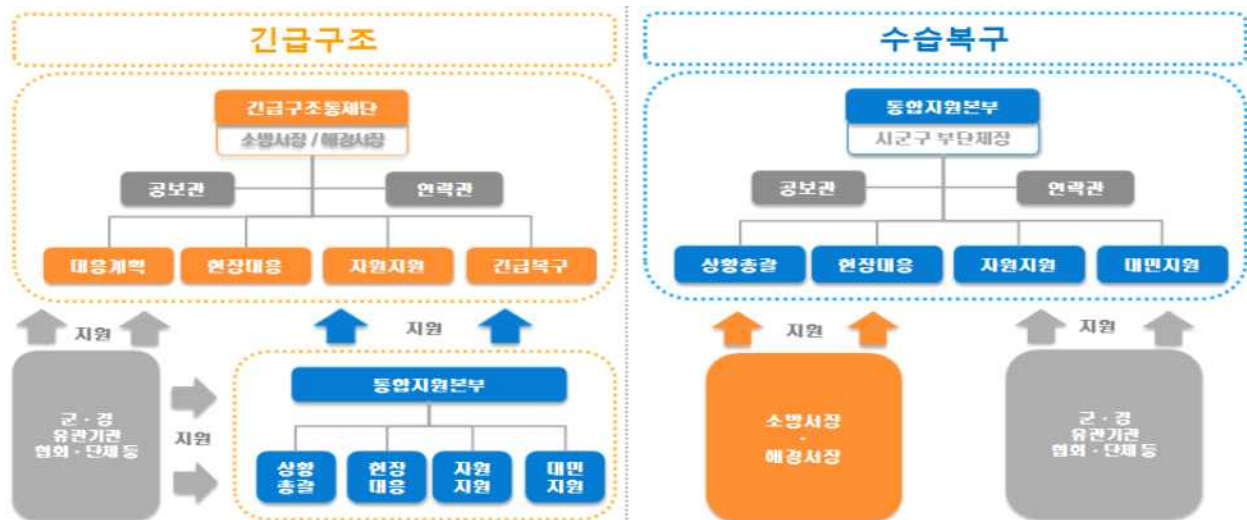 긴급구조
긴급구조통제단
소방서장 / 해경서장
공보관
연락관
대응계획
현장대응
자원지원
긴급복구
지원
지원
군 · 경
유관기관
협회 · 단체 등
지원
통합지원본부
상황
총괄
현장
대응
자원
지원
대민
지원
수습복구
통합지원본부
시군구 부단체장
공보관
연락관
상황총괄
현장대응
자원지원
대민지원
지원
지원
소방서장
·
해경서장
군 · 경
유관기관
협회 · 단체 등